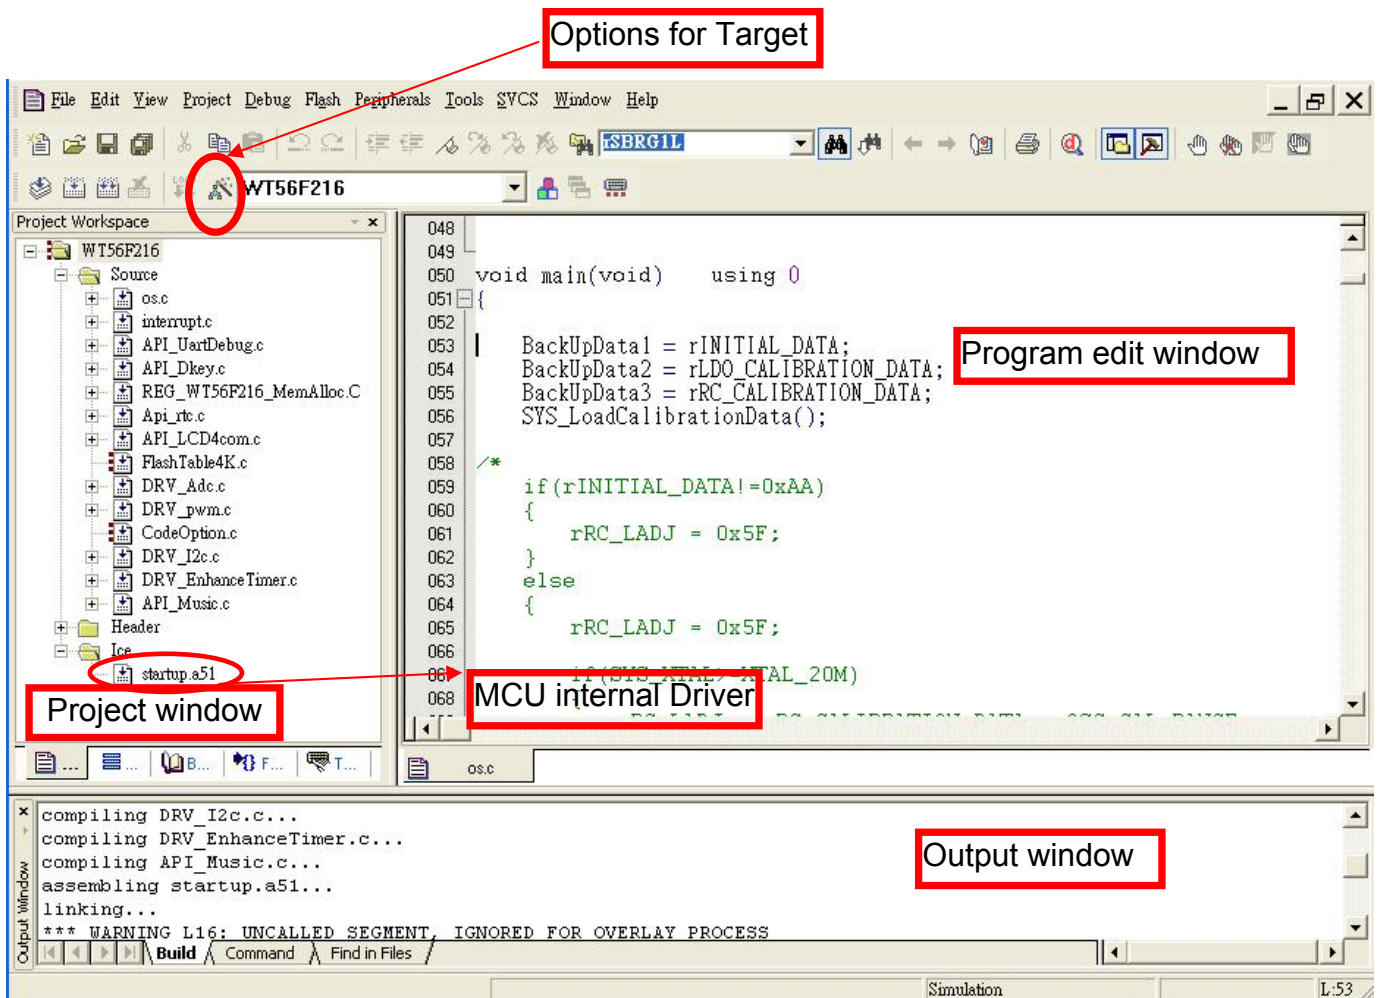 Options for Target
File Edit View Project Debug Flash Peripherals Tools SVCS Window Help
rSBRG1L
WT56F216
Project Workspace
WT56F216
Source
os.c
interrupt.c
API_UartDebug.c
API_Dkey.c
REG_WT56F216_MemAlloc.C
Api_rtc.c
API_LCD4com.c
FlashTable4K.c
DRV_Adc.c
DRV_pwm.c
CodeOption.c
DRV_I2c.c
DRV_EnhanceTimer.c
API_Music.c
Header
Ice
startup.a51
Project window
... ... B... F... T...
048
049
050 void main(void) using 0
051 {
052
053 BackUpData1 = rINITIAL_DATA;
054 BackUpData2 = rLDO_CALIBRATION_DATA;
055 BackUpData3 = rRC_CALIBRATION_DATA;
056 SYS_LoadCalibrationData();
057
058 /*
059 if(rINITIAL_DATA!=0xAA)
060 {
061 rRC_LADJ = 0x5F;
062 }
063 else
064 {
065 rRC_LADJ = 0x5F;
066
067
068 {
Program edit window
MCU internal Driver
os.c
Output Window
compiling DRV_I2c.c...
compiling DRV_EnhanceTimer.c...
compiling API_Music.c...
assembling startup.a51...
linking...
*** WARNING L16: UNCALLED SEGMENT, IGNORED FOR OVERLAY PROCESS
Output window
Build Command Find in Files
Simulation L:53